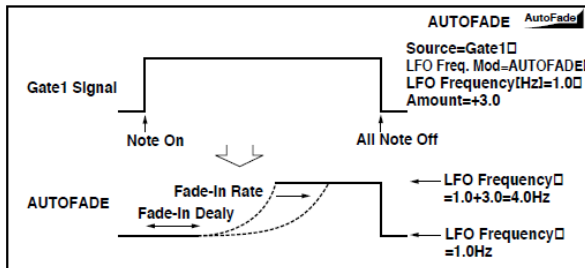 AUTOFADE AutoFade
Source=Gate1□
LFO Freq. Mod=AUTOFADE
LFO Frequency[Hz]=1.0□
Amount=+3.0
Gate1 Signal
Note On
All Note Off
AUTOFADE
Fade-In Rate
Fade-In Dealy
LFO Frequency□
=1.0+3.0=4.0Hz
LFO Frequency□
=1.0Hz